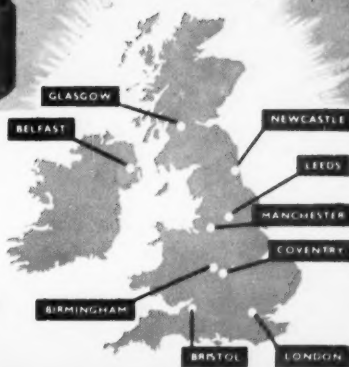 GLASGOW
BELFAST
NEWCASTLE
LEEDS
MANCHESTER
COVENTRY
BIRMINGHAM
BRISTOL
LONDON